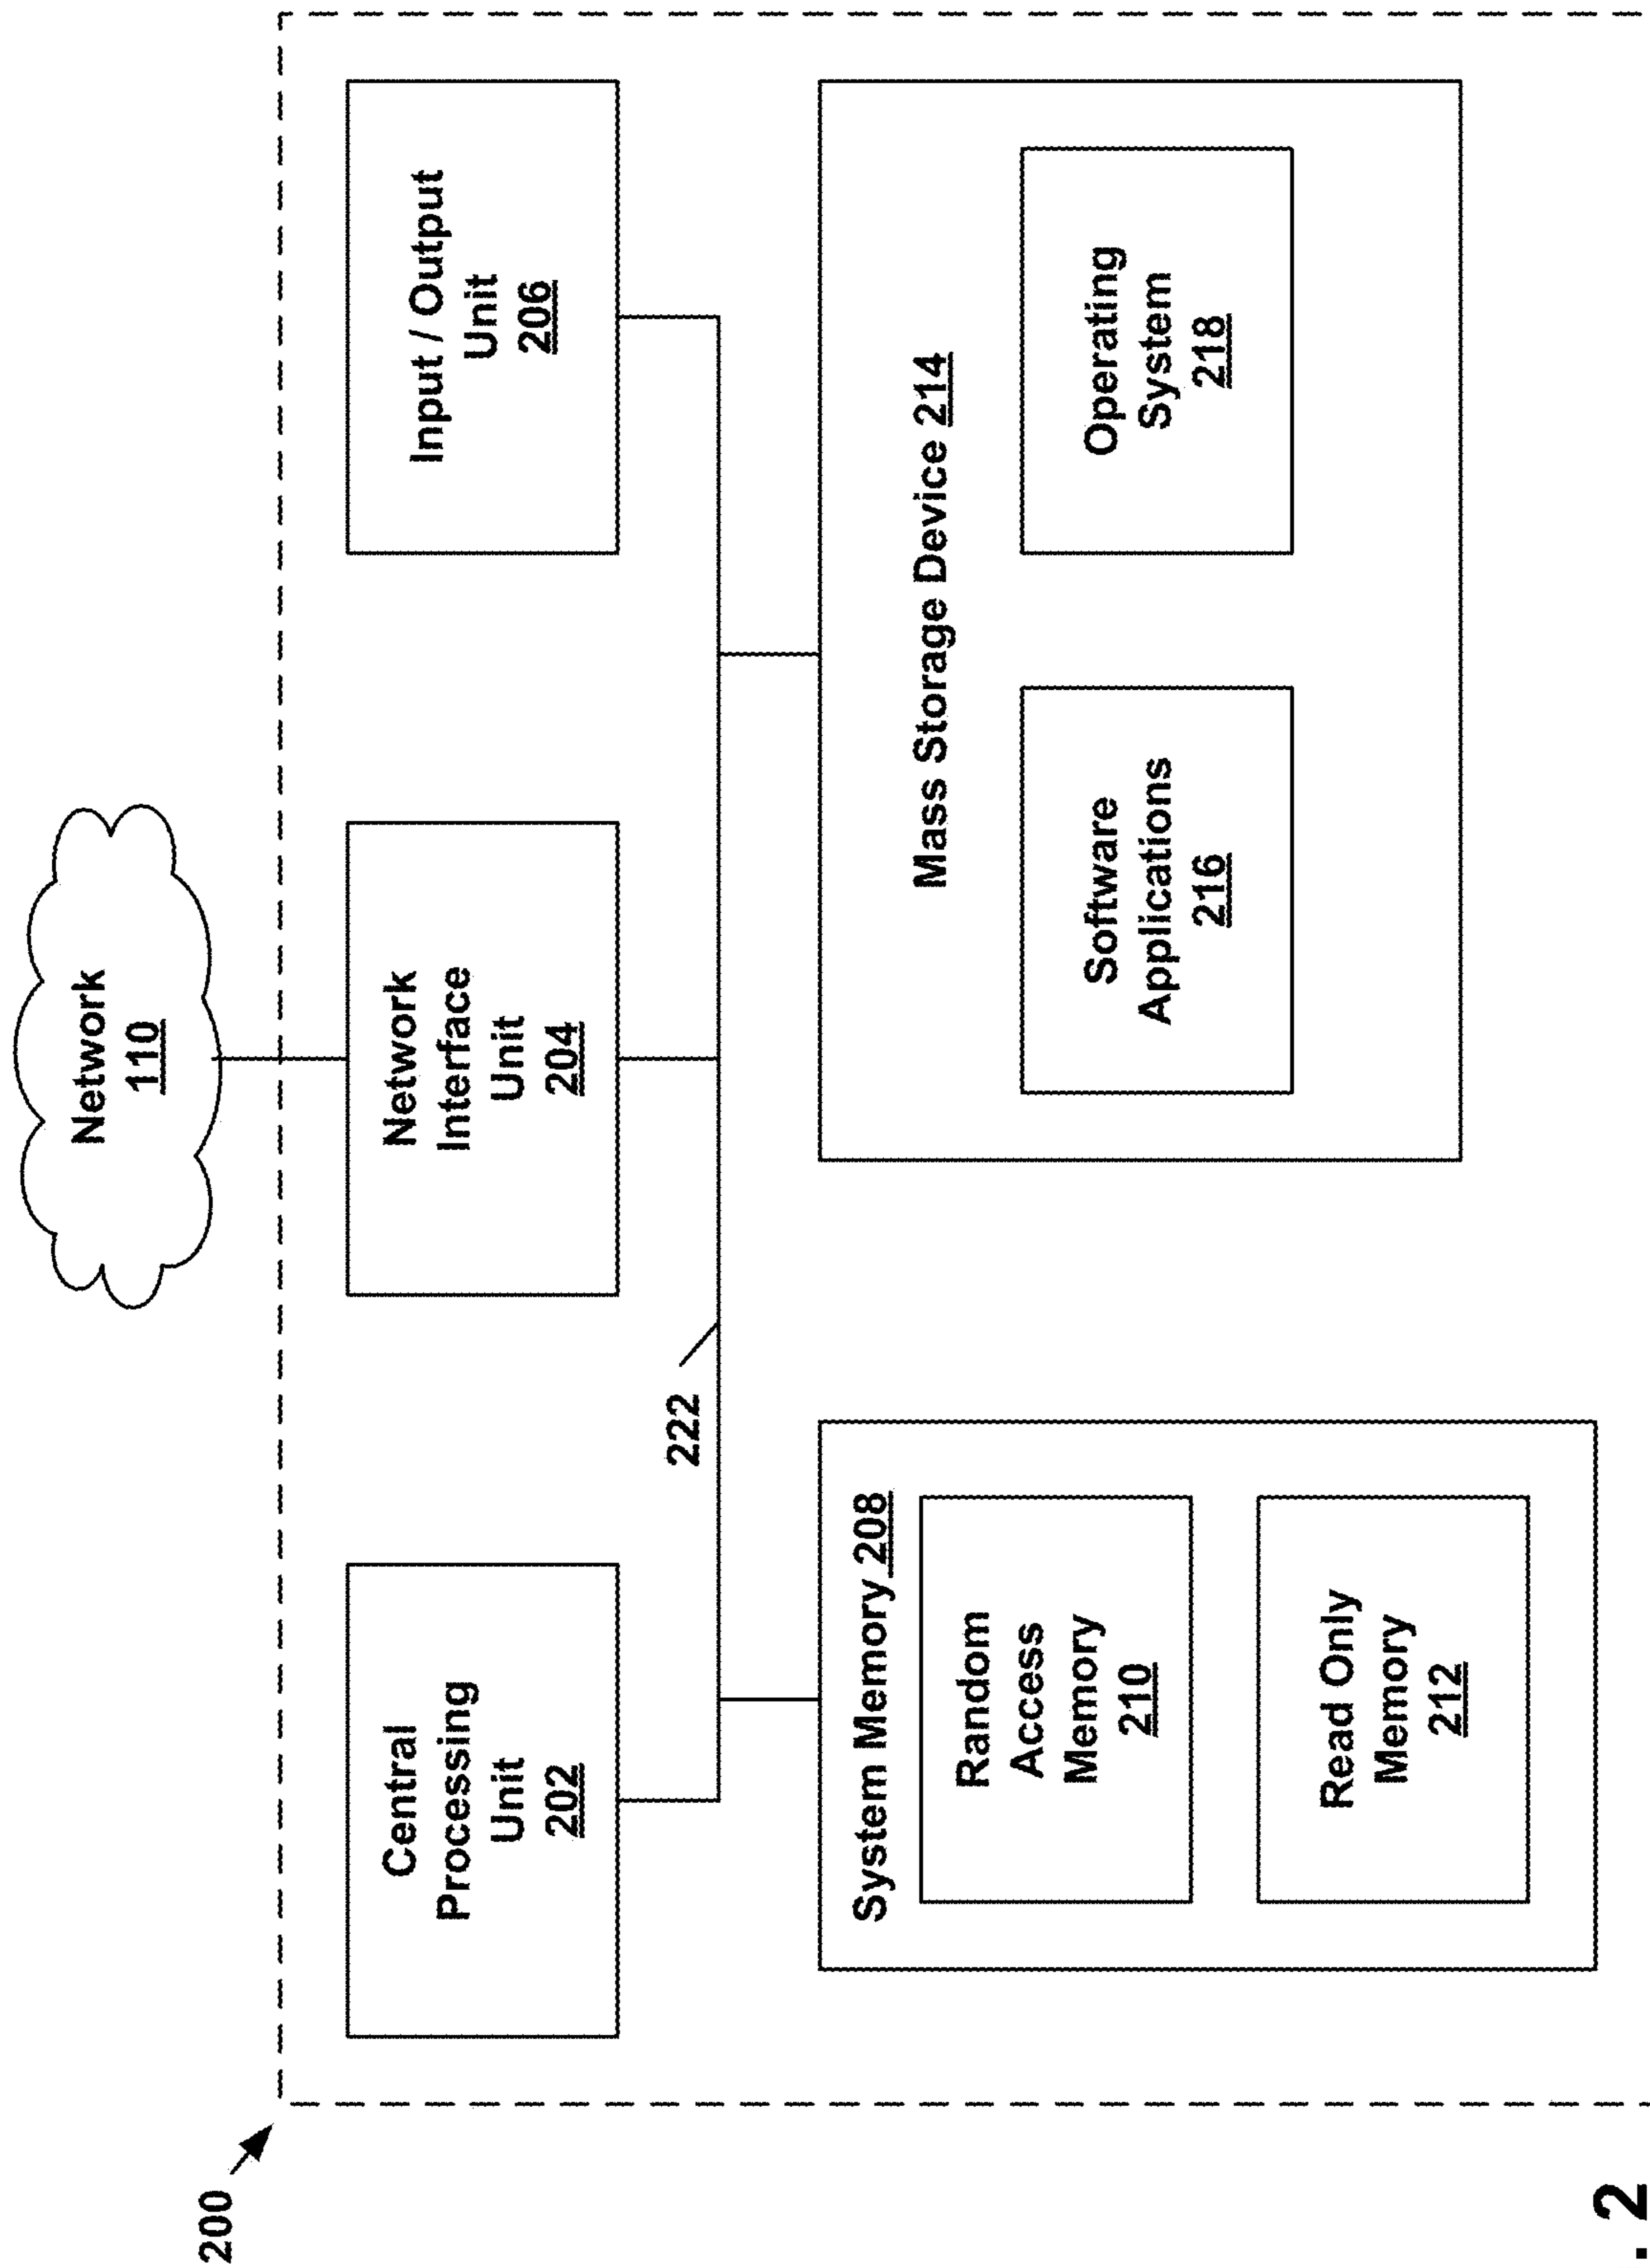 200
Network
110
Central
Processing
Unit
202
Network
Interface
Unit
204
Input / Output
Unit
206
222
System Memory 208
Random
Access
Memory
210
Read Only
Memory
212
Mass Storage Device 214
Software
Applications
216
Operating
System
218
. 2